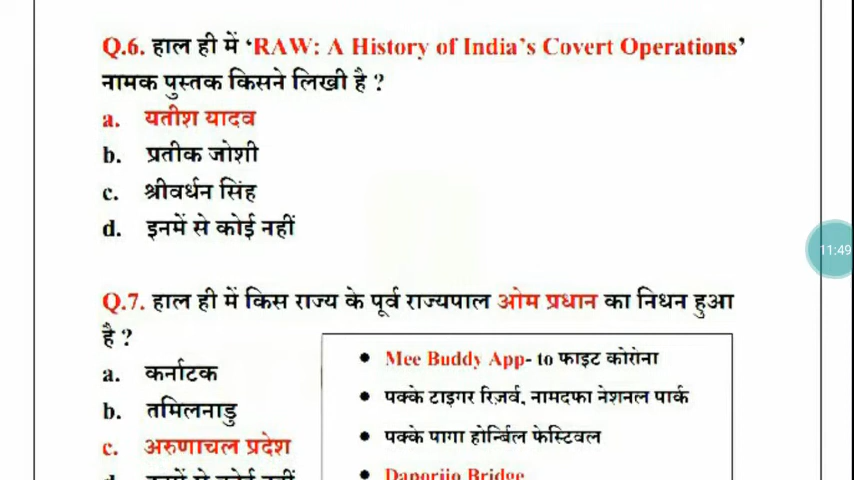 Q.6. हाल ही में ‘RAW: A History of India’s Covert Operations’
नामक पुस्तक किसने लिखी है ?
a. यतीश यादव
b. प्रतीक जोशी
c. श्रीवर्धन सिंह
d. इनमें से कोई नहीं
11:49
Q.7. हाल ही में किस राज्य के पूर्व राज्यपाल ओम प्रधान का निधन हुआ
है ?
a. कर्नाटक
b. तमिलनाडु
c. अरुणाचल प्रदेश
d. इनमें से कोई नहीं
• Mee Buddy App- to फाइट कोरोना
• पक्के टाइगर रिज़र्व, नामदफा नेशनल पार्क
• पक्के पागा होर्न्बिल फेस्टिवल
• Daporijo Bridge